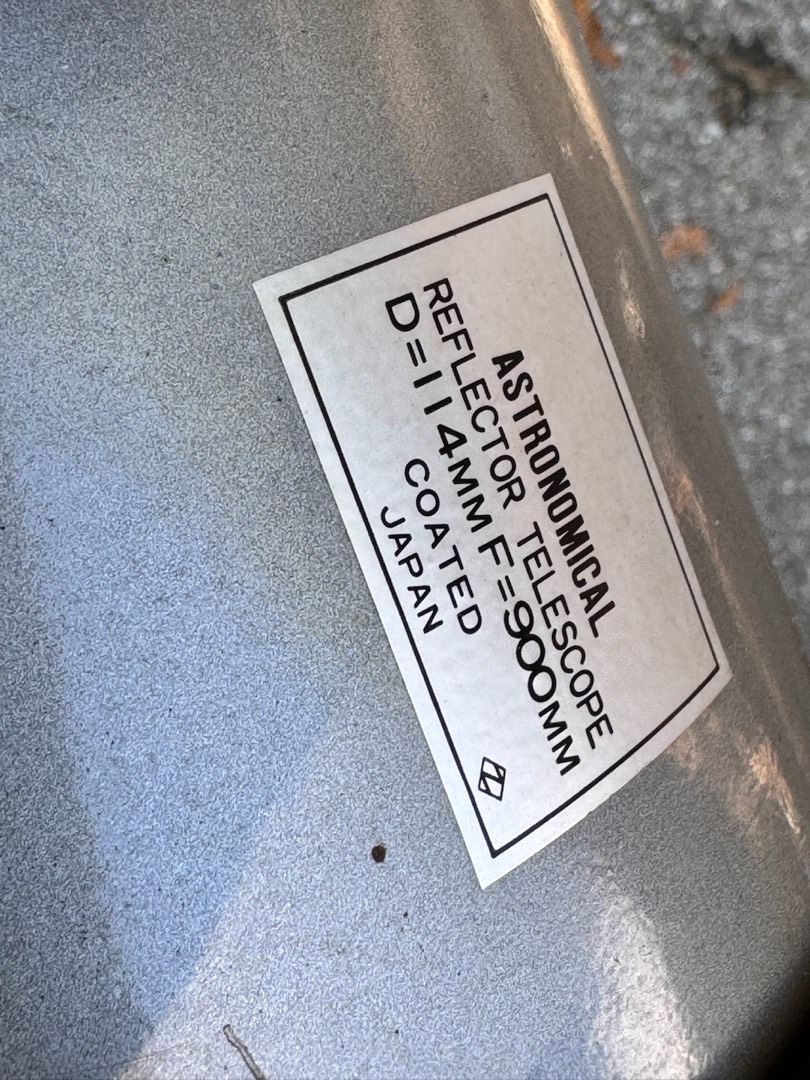 ASTRONOMICAL
REFLECTOR TELESCOPE
D=114MM F=900MM
COATED
JAPAN